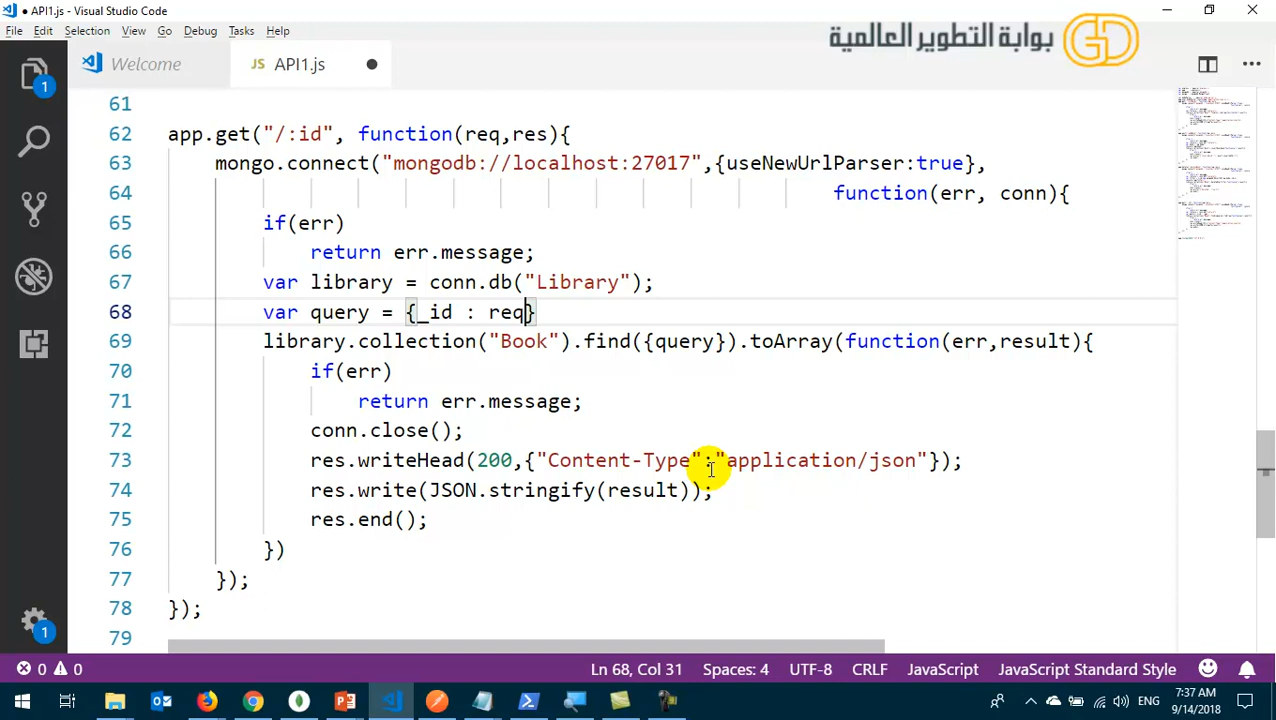 API1.js - Visual Studio Code
File Edit Selection View Go Debug Tasks Help
بوابة التطوير العالمية
GD
Welcome
JS API1.js
61
62 app.get("/:id", function(req,res){
63 mongo.connect("mongodb://localhost:27017",{useNewUrlParser:true},
64 function(err, conn){
65 if(err)
66 return err.message;
67 var library = conn.db("Library");
68 var query = {_id : req}
69 library.collection("Book").find({query}).toArray(function(err,result){
70 if(err)
71 return err.message;
72 conn.close();
73 res.writeHead(200,{"Content-Type":"application/json"});
74 res.write(JSON.stringify(result));
75 res.end();
76 })
77 });
78 });
79
1
1
0 0 Ln 68, Col 31 Spaces: 4 UTF-8 CRLF JavaScript JavaScript Standard Style
ENG 7:37 AM
9/14/2018